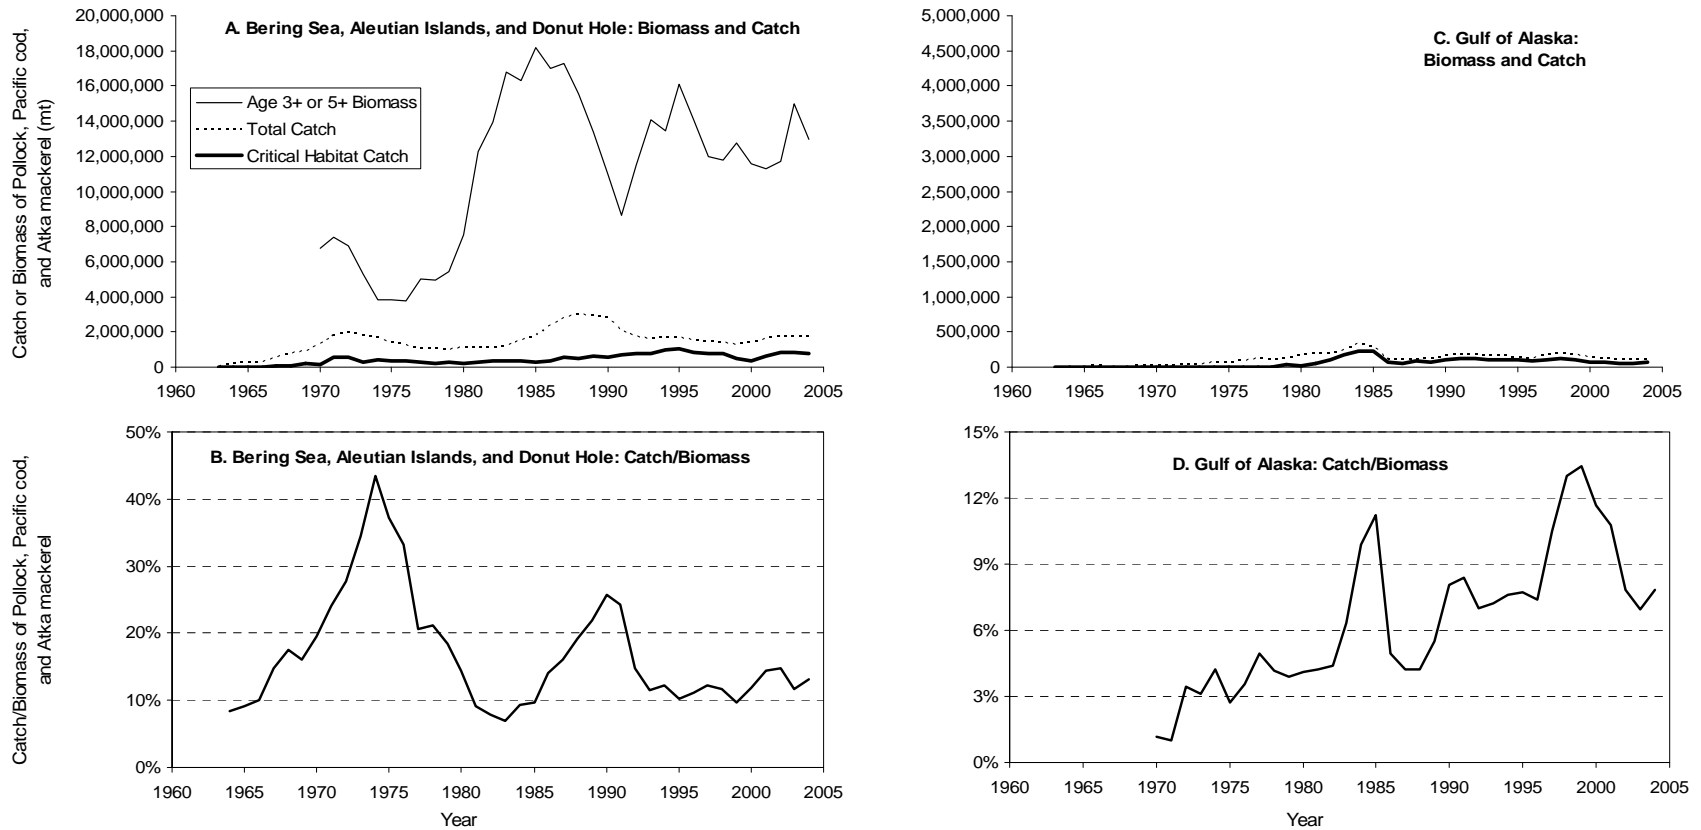 Catch or Biomass of Pollock, Pacific cod,
and Atka mackerel (mt)
20,000,000
18,000,000
16,000,000
14,000,000
12,000,000
10,000,000
8,000,000
6,000,000
4,000,000
2,000,000
0
A. Bering Sea, Aleutian Islands, and Donut Hole: Biomass and Catch
Age 3+ or 5+ Biomass
Total Catch
Critical Habitat Catch
1960 1965 1970 1975 1980 1985 1990 1995 2000 2005
5,000,000
4,500,000
4,000,000
3,500,000
3,000,000
2,500,000
2,000,000
1,500,000
1,000,000
500,000
0
C. Gulf of Alaska:
Biomass and Catch
1960 1965 1970 1975 1980 1985 1990 1995 2000 2005
Catch/Biomass of Pollock, Pacific cod,
and Atka mackerel
50%
40%
30%
20%
10%
0%
B. Bering Sea, Aleutian Islands, and Donut Hole: Catch/Biomass
1960 1965 1970 1975 1980 1985 1990 1995 2000 2005
Year
15%
12%
9%
6%
3%
0%
D. Gulf of Alaska: Catch/Biomass
1960 1965 1970 1975 1980 1985 1990 1995 2000 2005
Year